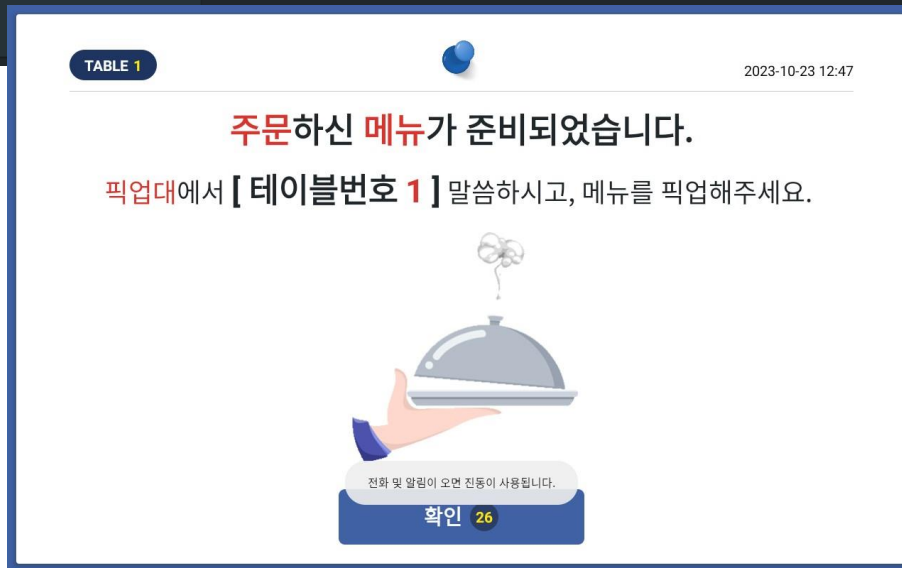 TABLE 1
2023-10-23 12:47
주문하신 메뉴가 준비되었습니다.
픽업대에서 [ 테이블번호 1 ] 말씀하시고, 메뉴를 픽업해주세요.
전화 및 알림이 오면 진동이 사용됩니다.
확인 26